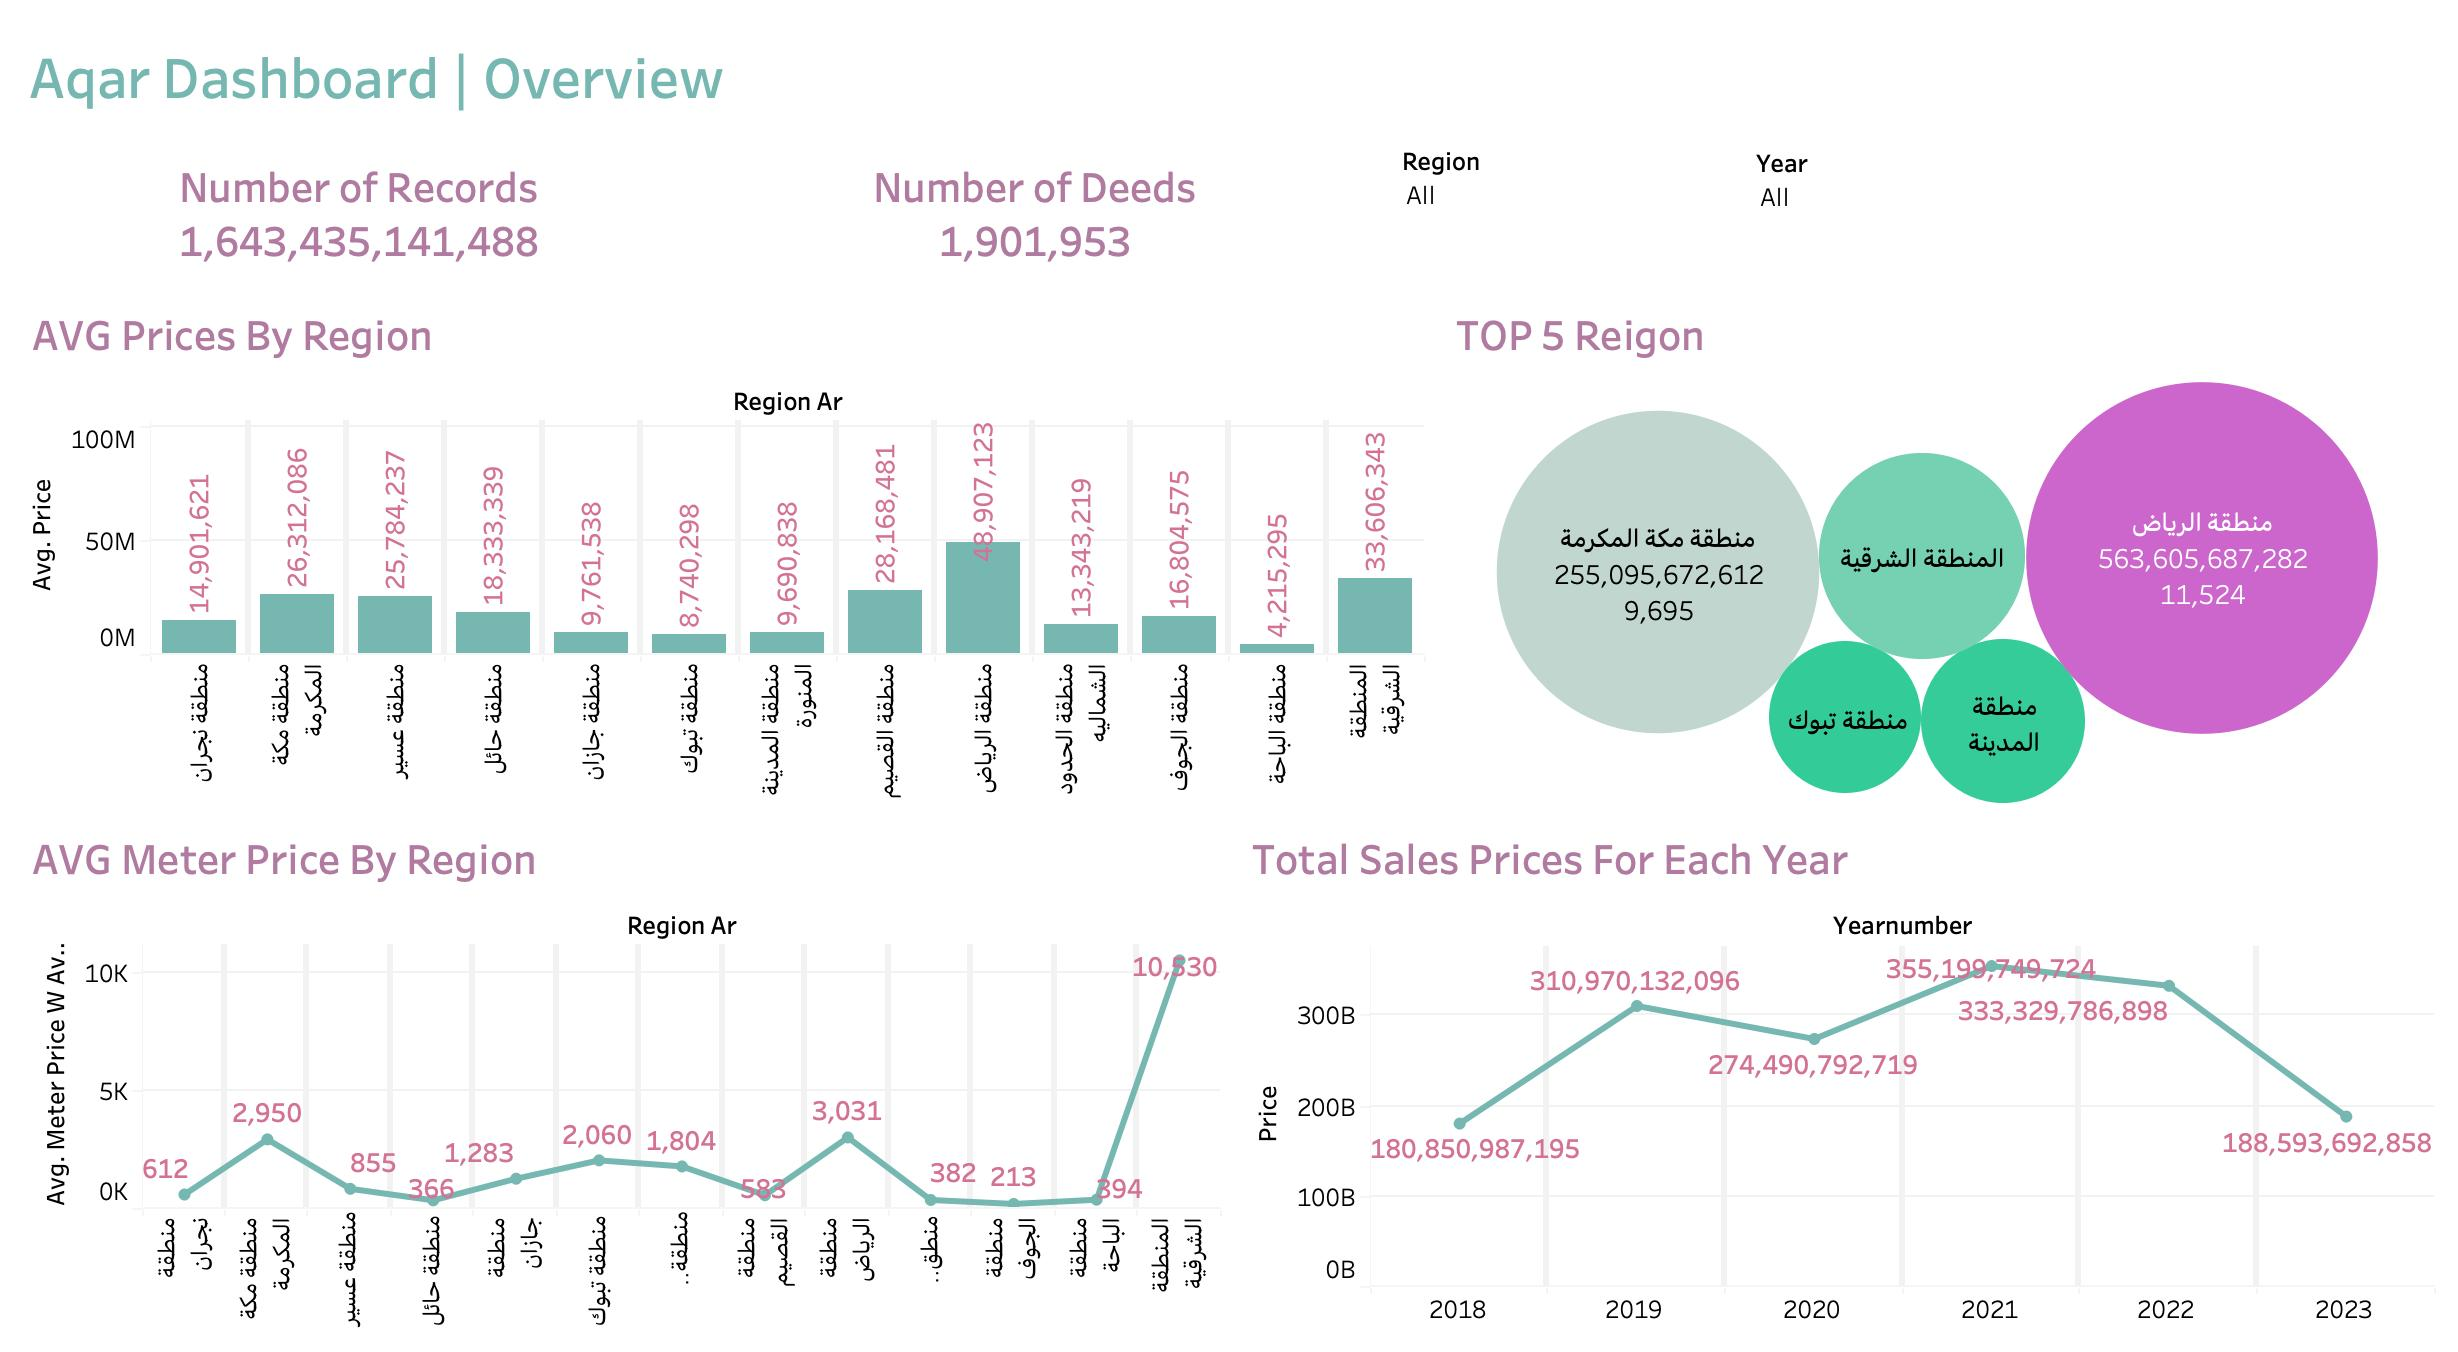 Aqar Dashboard | Overview
Number of Records
1,643,435,141,488
Number of Deeds
1,901,953
Region
All
Year
All
AVG Prices By Region
Region Ar
Avg. Price
100M
50M
0M
14,901,621
26,312,086
25,784,237
18,333,339
9,761,538
8,740,298
9,690,838
28,168,481
48,907,123
13,343,219
16,804,575
4,215,295
33,606,343
منطقة نجران
منطقة مكة
المكرمة
منطقة عسير
منطقة حائل
منطقة جازان
منطقة تبوك
منطقة المدينة
المنورة
منطقة القصيم
منطقة الرياض
منطقة الحدود
الشماليه
منطقة الجوف
منطقة الباحة
المنطقة
الشرقية
TOP 5 Reigon
منطقة مكة المكرمة
255,095,672,612
9,695
المنطقة الشرقية
منطقة الرياض
563,605,687,282
11,524
منطقة تبوك
منطقة
المدينة
AVG Meter Price By Region
Region Ar
Avg. Meter Price W Av..
10K
5K
0K
612
2,950
855
366
1,283
2,060
1,804
583
3,031
382
213
394
10,530
منطقة
نجران
منطقة مكة
المكرمة
منطقة عسير
منطقة حائل
منطقة
جازان
منطقة تبوك
منطقة..
منطقة
القصيم
منطقة
الرياض
منطق..
منطقة
الجوف
منطقة
الباحة
المنطقة
الشرقية
Total Sales Prices For Each Year
Yearnumber
Price
300B
200B
100B
0B
180,850,987,195
310,970,132,096
274,490,792,719
355,199,749,724
333,329,786,898
188,593,692,858
2018
2019
2020
2021
2022
2023